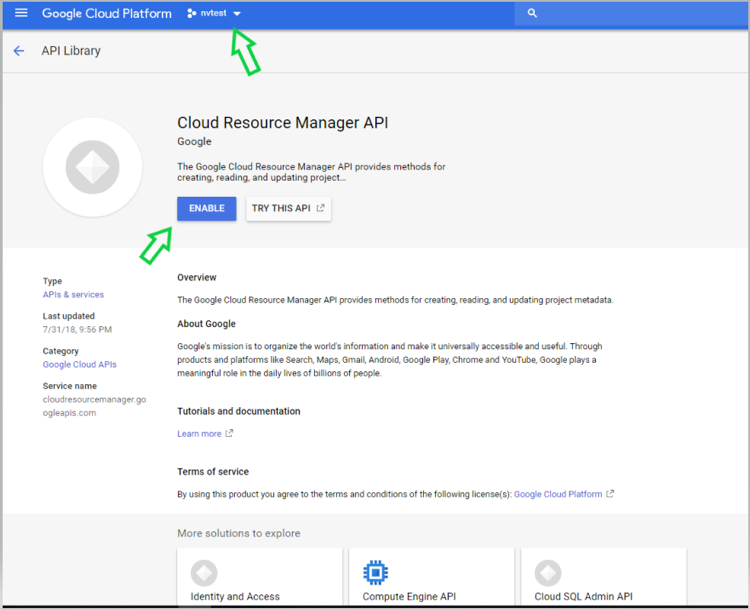 Google Cloud Platform nvtest
API Library
Cloud Resource Manager API
Google
The Google Cloud Resource Manager API provides methods for
creating, reading, and updating project...
ENABLE TRY THIS API
Type
APIs & services
Last updated
7/31/18, 9:56 PM
Category
Google Cloud APIs
Service name
cloudresourcemanager.go
ogleapis.com
Overview
The Google Cloud Resource Manager API provides methods for creating, reading, and updating project metadata.
About Google
Google's mission is to organize the world's information and make it universally accessible and useful. Through
products and platforms like Search, Maps, Gmail, Android, Google Play, Chrome and YouTube, Google plays a
meaningful role in the daily lives of billions of people.
Tutorials and documentation
Learn more
Terms of service
By using this product you agree to the terms and conditions of the following license(s): Google Cloud Platform
More solutions to explore
Identity and Access
Compute Engine API
Cloud SQL Admin API